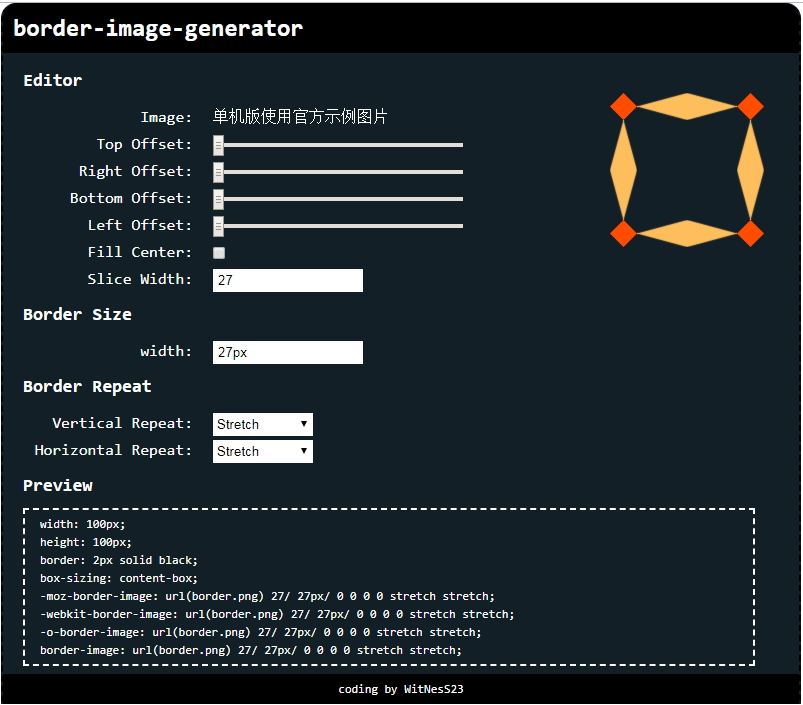 border-image-generator
Editor
Image: 单机版使用官方示例图片
Top Offset:
Right Offset:
Bottom Offset:
Left Offset:
Fill Center:
Slice Width: 27
Border Size
width: 27px
Border Repeat
Vertical Repeat: Stretch
Horizontal Repeat: Stretch
Preview
width: 100px;
height: 100px;
border: 2px solid black;
box-sizing: content-box;
-moz-border-image: url(border.png) 27/ 27px/ 0 0 0 0 stretch stretch;
-webkit-border-image: url(border.png) 27/ 27px/ 0 0 0 0 stretch stretch;
-o-border-image: url(border.png) 27/ 27px/ 0 0 0 0 stretch stretch;
border-image: url(border.png) 27/ 27px/ 0 0 0 0 stretch stretch;
coding by WitNes523